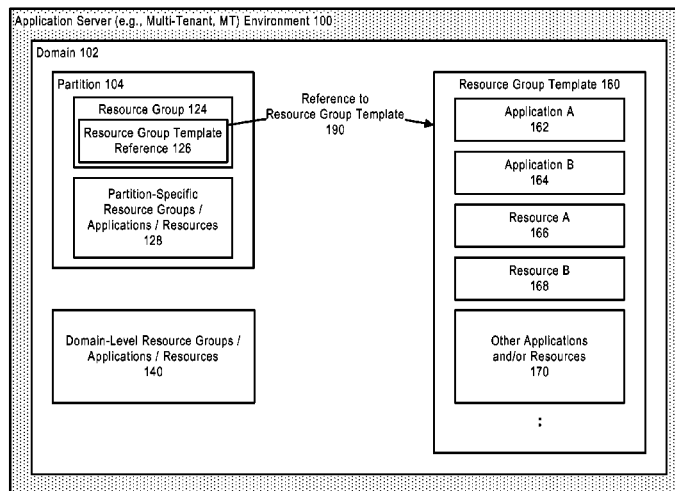 Application Server (e.g., Multi-Tenant, MT) Environment 100
Domain 102
Partition 104
Resource Group 124
Resource Group Template
Reference 126
Partition-Specific
Resource Groups /
Applications / Resources
128
Domain-Level Resource Groups /
Applications / Resources
140
Reference to
Resource Group Template
190
Resource Group Template 160
Application A
162
Application B
164
Resource A
166
Resource B
168
Other Applications
and/or Resources
170
: